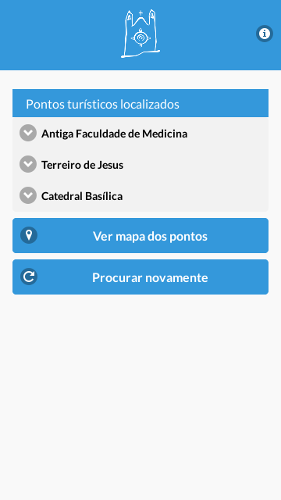 Pontos turísticos localizados
Antiga Faculdade de Medicina
Terreiro de Jesus
Catedral Basílica
Ver mapa dos pontos
Procurar novamente